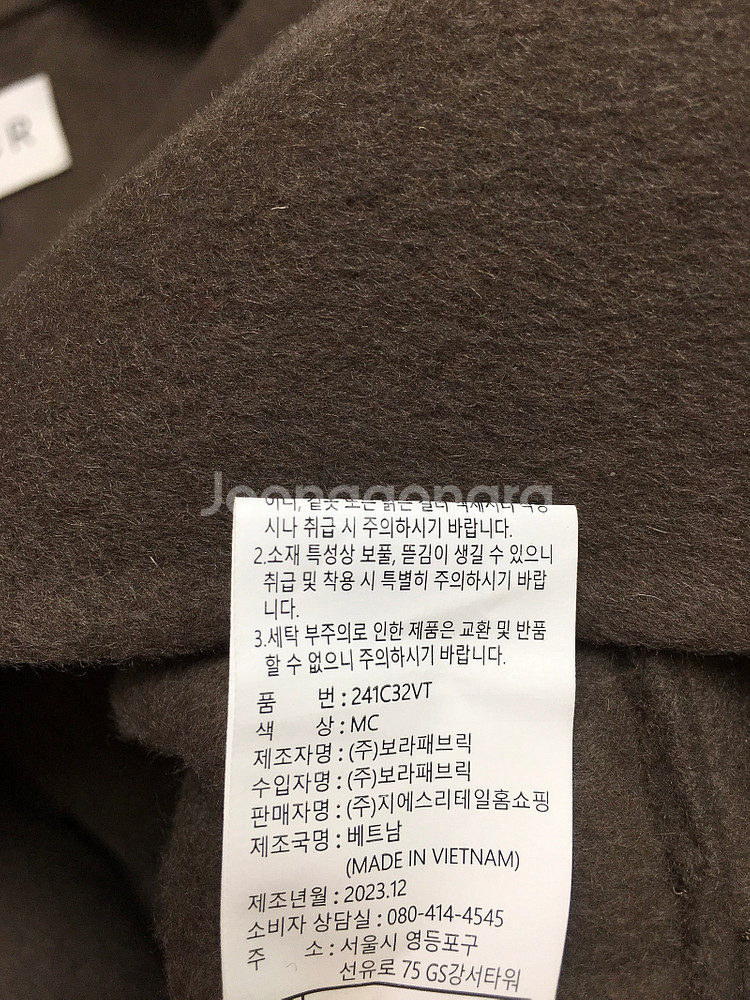 R
Joonggonara
시나 취급 시 주의하시기 바랍니다.
2.소재 특성상 보풀, 뜯김이 생길 수 있으니
취급 및 착용 시 특별히 주의하시기 바랍
니다.
3.세탁 부주의로 인한 제품은 교환 및 반품
할 수 없으니 주의하시기 바랍니다.
품 번 : 241C32VT
색 상 : MC
제조자명 : (주)보라패브릭
수입자명 : (주)보라패브릭
판매자명 : (주)지에스리테일홈쇼핑
제조국명 : 베트남
(MADE IN VIETNAM)
제조년월 : 2023.12
소비자 상담실 : 080-414-4545
주 소 : 서울시 영등포구
선유로 75 GS강서타워